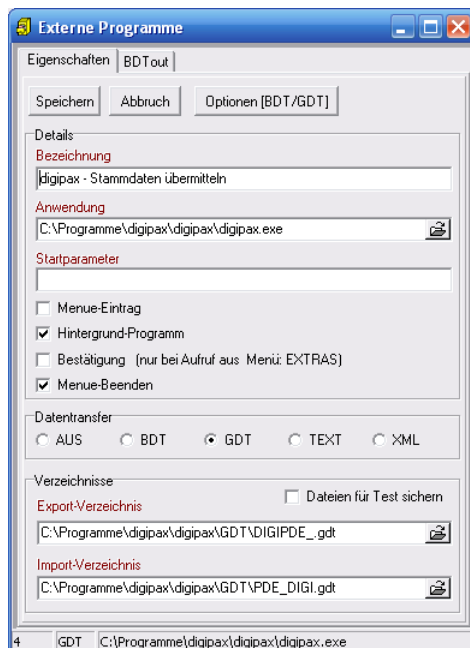 Externe Programme
Eigenschaften BDTout
Speichern Abbruch Optionen [BDT/GDT]
Details
Bezeichnung
digipax - Stammdaten übermitteln
Anwendung
C:\Programme\digipax\digipax\digipax.exe
Startparameter
Menue-Eintrag
Hintergrund-Programm
Bestätigung (nur bei Aufruf aus Menü: EXTRAS)
Menue-Beenden
Datentransfer
AUS BDT GDT TEXT XML
Verzeichnisse
Dateien für Test sichern
Export-Verzeichnis
C:\Programme\digipax\digipax\GDT\DIGIPDE_.gdt
Import-Verzeichnis
C:\Programme\digipax\digipax\GDT\PDE_DIGI.gdt
4 GDT C:\Programme\digipax\digipax\digipax.exe